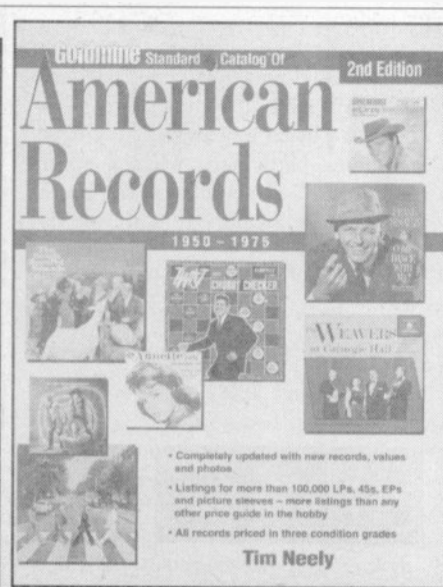 Goldmine Standard Catalog Of
2nd Edition
American
Records
1950 – 1975
TWIST
CHUBBY CHECKER
Annette
The WEAVERS
at Carnegie Hall
• Completely updated with new records, values
and photos
• Listings for more than 100,000 LPs, 45s, EPs
and picture sleeves – more listings than any
other price guide in the hobby
• All records priced in three condition grades
Tim Neely